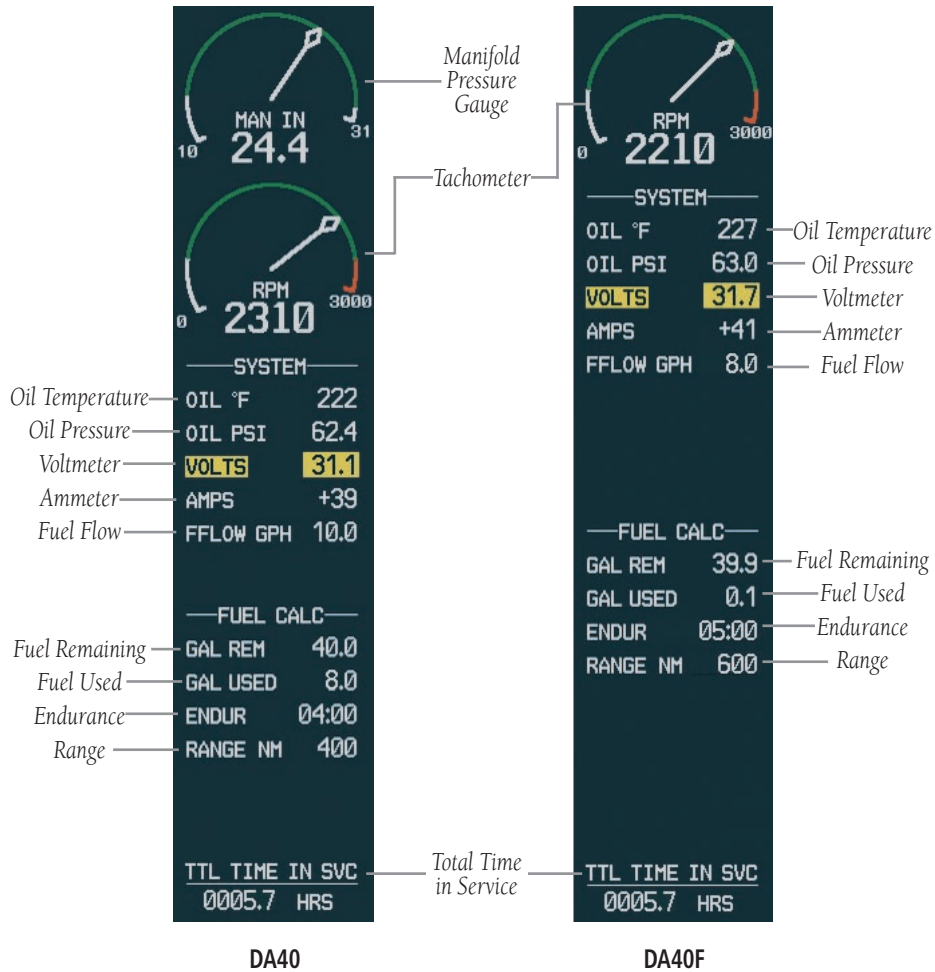 MAN IN
10
31
24.4
RPM
0
3000
2310
SYSTEM
Oil Temperature
OIL °F 222
Oil Pressure
OIL PSI 62.4
Voltmeter
VOLTS 31.1
Ammeter
AMPS +39
Fuel Flow
FFLOW GPH 10.0
FUEL CALC
Fuel Remaining
GAL REM 40.0
Fuel Used
GAL USED 8.0
Endurance
ENDUR 04:00
Range
RANGE NM 400
TTL TIME IN SVC
0005.7 HRS
DA40
Manifold
Pressure
Gauge
Tachometer
Total Time
in Service
RPM
0
3000
2210
SYSTEM
OIL °F 227
Oil Temperature
OIL PSI 63.0
Oil Pressure
VOLTS 31.7
Voltmeter
AMPS +41
Ammeter
FFLOW GPH 8.0
Fuel Flow
FUEL CALC
GAL REM 39.9
Fuel Remaining
GAL USED 0.1
Fuel Used
ENDUR 05:00
Endurance
RANGE NM 600
Range
TTL TIME IN SVC
0005.7 HRS
DA40F